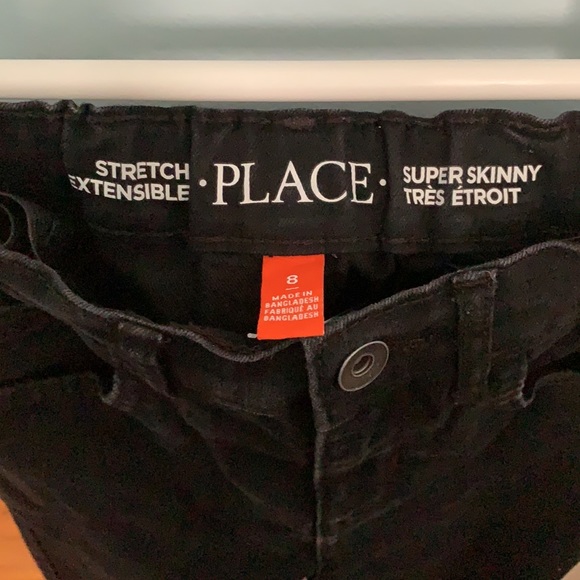 STRETCH
EXTENSIBLE
·PLACE·
SUPER SKINNY
TRÈS ÉTROIT
8
MADE IN
BANGLADESH
FABRIQUÉ AU
BANGLADESH